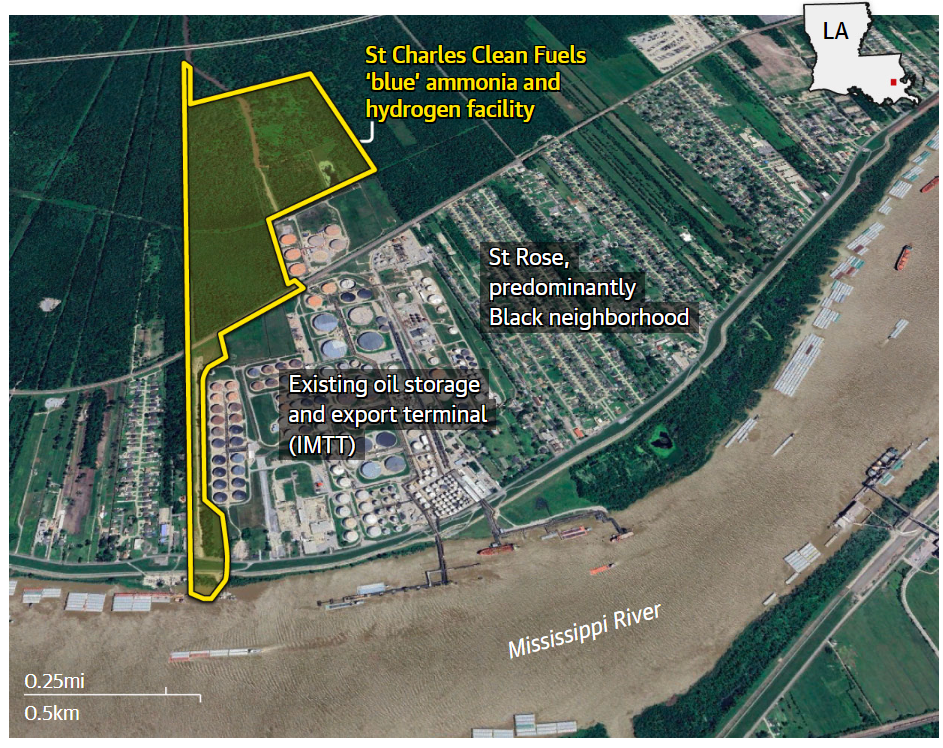 LA
St Charles Clean Fuels
‘blue’ ammonia and
hydrogen facility
St Rose,
predominantly
Black neighborhood
Existing oil storage
and export terminal
(IMTT)
Mississippi River
0.25mi
0.5km